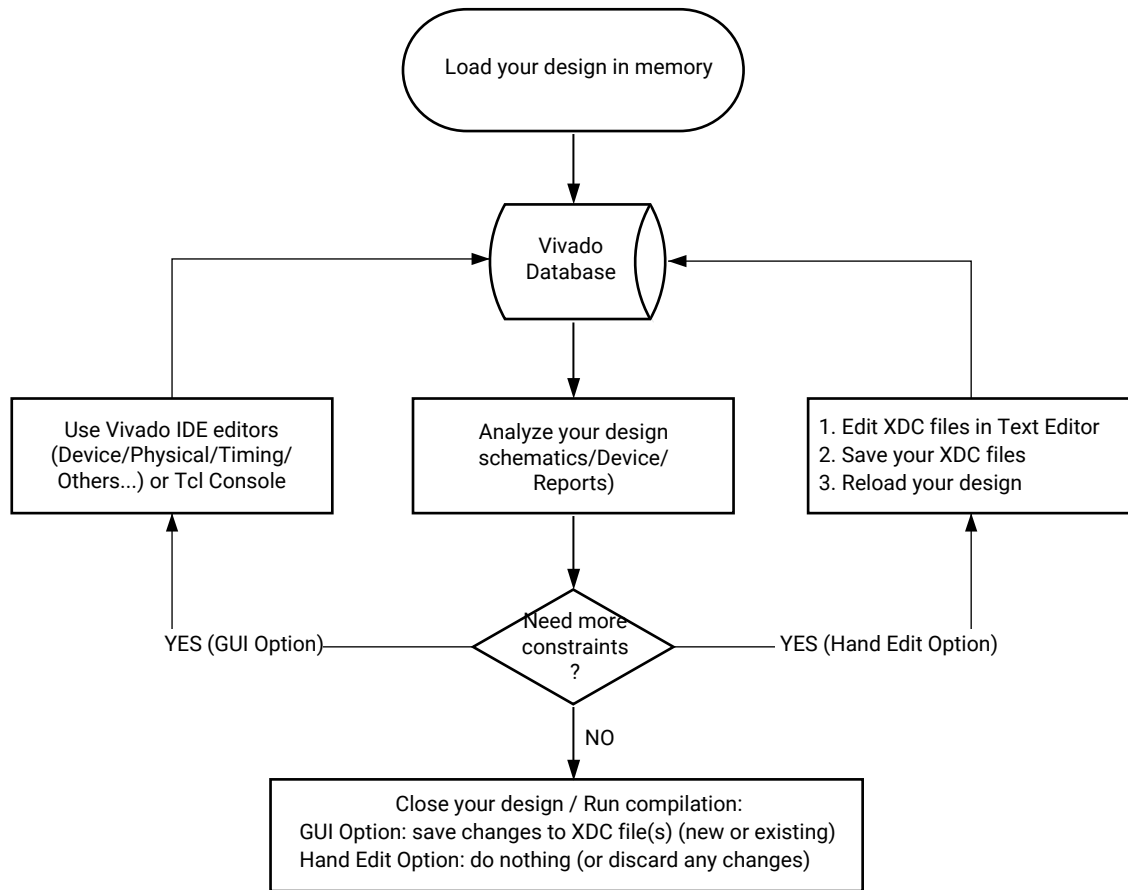 Load your design in memory
Vivado
Database
Use Vivado IDE editors
(Device/Physical/Timing/
Others...) or Tcl Console
Analyze your design
schematics/Device/
Reports)
1. Edit XDC files in Text Editor
2. Save your XDC files
3. Reload your design
YES (GUI Option)
Need more
constraints
?
YES (Hand Edit Option)
NO
Close your design / Run compilation:
GUI Option: save changes to XDC file(s) (new or existing)
Hand Edit Option: do nothing (or discard any changes)